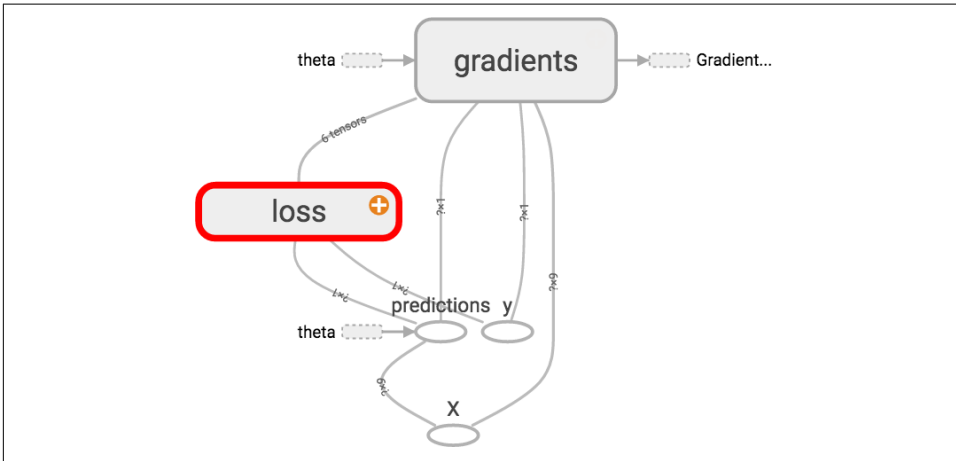 theta
gradients
Gradient...
6 tensors
loss
?×1
?×1
?×9
?×1
?×1
predictions
y
theta
?×9
X